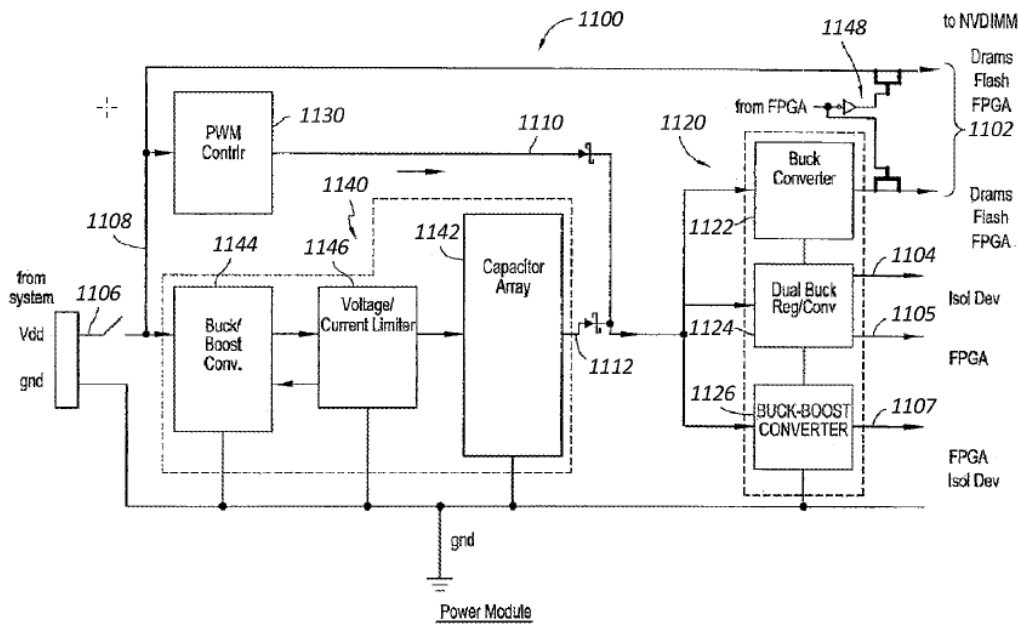 1100
to NVDIMM
1148
Drams
Flash
FPGA
from FPGA
1102
1130
PWM
Contrlr
1110
1120
Buck
Converter
1140
Drams
Flash
FPGA
1108
1144
1146
1142
1122
Capacitor
Array
1104
from
system
1106
Voltage/
Current Limiter
Dual Buck
Reg/Conv
Isol Dev
Vdd
Buck/
Boost
Conv.
1124
1105
1112
gnd
FPGA
1126
BUCK-BOOST
CONVERTER
1107
FPGA
Isol Dev
gnd
Power Module